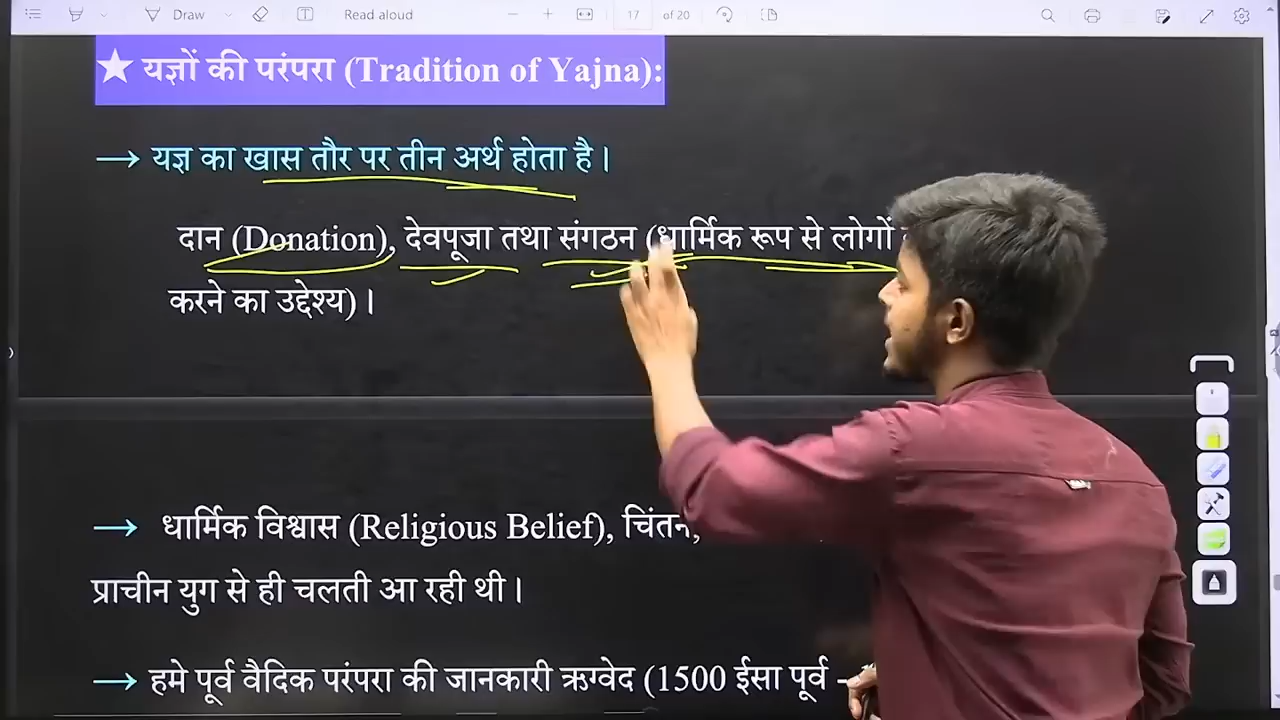 Draw
Read aloud
17 of 20
★ यज्ञों की परंपरा (Tradition of Yajna):
→ यज्ञ का खास तौर पर तीन अर्थ होता है।
दान (Donation), देवपूजा तथा संगठन (धार्मिक रूप से लोगों
करने का उद्देश्य)।
→ धार्मिक विश्वास (Religious Belief), चिंतन,
प्राचीन युग से ही चलती आ रही थी।
→ हमे पूर्व वैदिक परंपरा की जानकारी ऋग्वेद (1500 ईसा पूर्व -